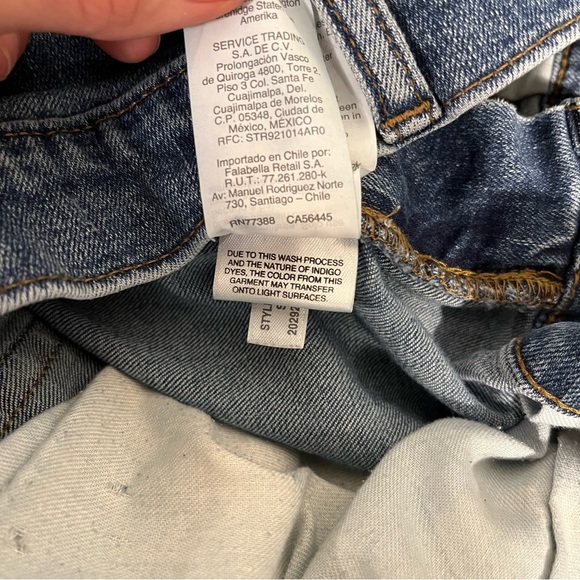 Amerika
SERVICE TRADING
S.A. DE C.V.
Prolongación Vasco
de Quiroga 4800, Torre 2,
Piso 3 Col. Santa Fe
Cuajimalpa, Del.
Cuajimalpa de Morelos
C.P. 05348, Ciudad de
México, MÉXICO
RFC: STR921014AR0
Importado en Chile por:
Falabella Retail S.A.
R.U.T.: 77.261.280-k
Av: Manuel Rodriguez Norte
730, Santiago – Chile
RN77388 CA56445
DUE TO THIS WASH PROCESS
AND THE NATURE OF INDIGO
DYES, THE COLOR FROM THIS
GARMENT MAY TRANSFER
ONTO LIGHT SURFACES.